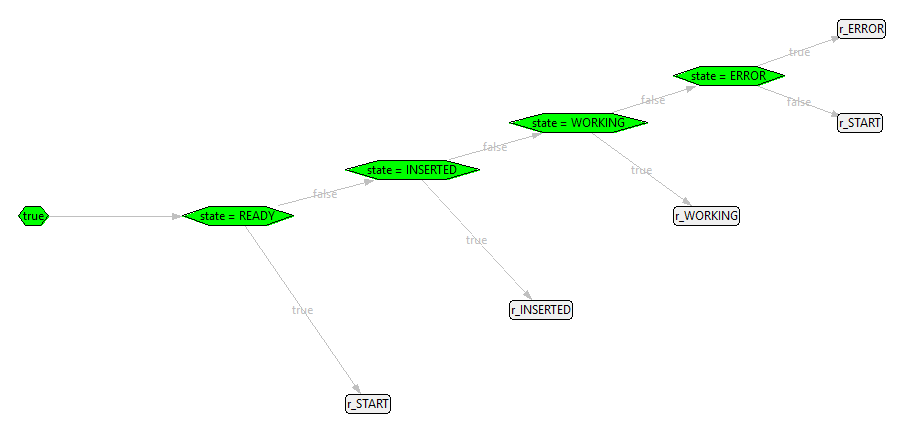 r_ERROR
true
state = ERROR
false
false
r_START
state = WORKING
false
true
state = INSERTED
false
true
state = READY
r_WORKING
true
r_INSERTED
true
r_START